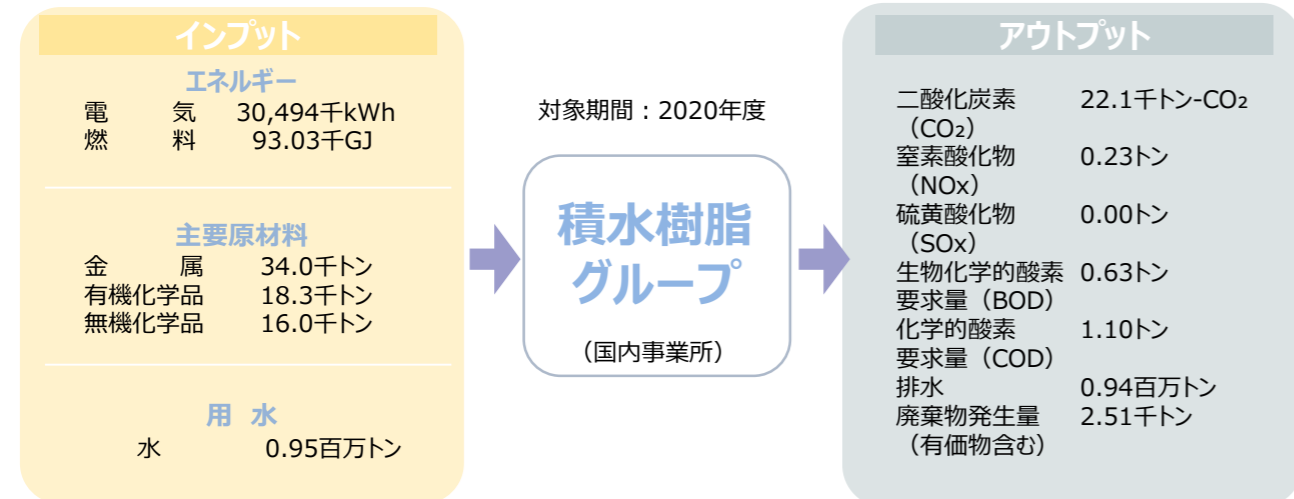 インプット
エネルギー
電 気 30,494千kWh
燃 料 93.03千GJ
主要原材料
金 属 34.0千トン
有機化学品 18.3千トン
無機化学品 16.0千トン
用 水
水 0.95百万トン
対象期間：2020年度
積水樹脂
グループ
（国内事業所）
アウトプット
二酸化炭素 22.1千トン-CO₂
（CO₂）
窒素酸化物 0.23トン
（NOx）
硫黄酸化物 0.00トン
（SOx）
生物化学的酸素 0.63トン
要求量（BOD）
化学的酸素 1.10トン
要求量（COD）
排水 0.94百万トン
廃棄物発生量 2.51千トン
（有価物含む）